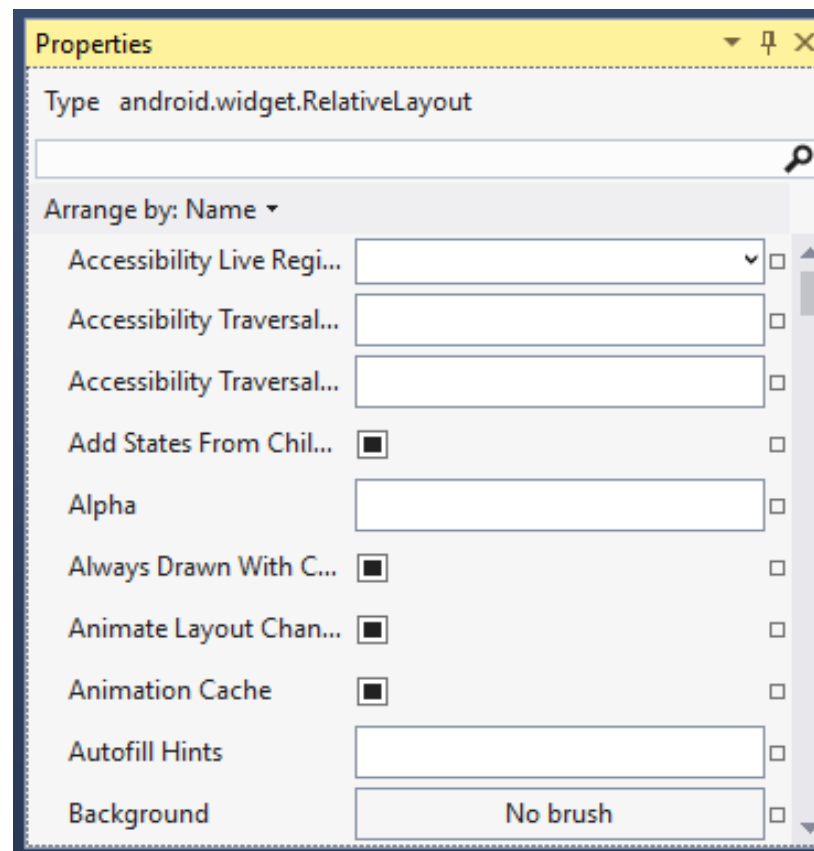 Properties
Type android.widget.RelativeLayout
Arrange by: Name
Accessibility Live Regi...
Accessibility Traversal...
Accessibility Traversal...
Add States From Chil...
Alpha
Always Drawn With C...
Animate Layout Chan...
Animation Cache
Autofill Hints
Background No brush